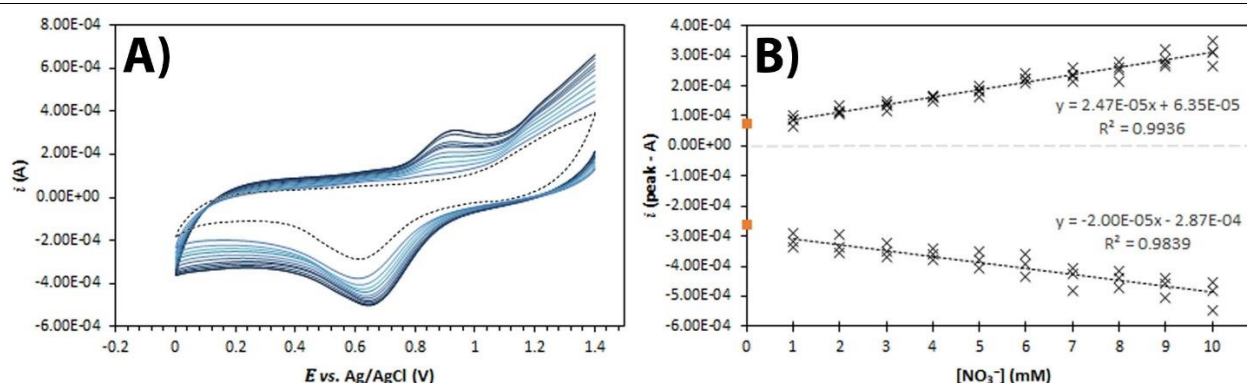 A)
8.00E-04
6.00E-04
4.00E-04
2.00E-04
0.00E+00
-2.00E-04
-4.00E-04
-6.00E-04
i (A)
-0.2 0 0.2 0.4 0.6 0.8 1 1.2 1.4
E vs. Ag/AgCl (V)
B)
4.00E-04
3.00E-04
2.00E-04
1.00E-04
0.00E+00
-1.00E-04
-2.00E-04
-3.00E-04
-4.00E-04
-5.00E-04
-6.00E-04
i (peak - A)
y = 2.47E-05x + 6.35E-05
R² = 0.9936
y = -2.00E-05x - 2.87E-04
R² = 0.9839
0 1 2 3 4 5 6 7 8 9 10
[NO₃⁻] (mM)